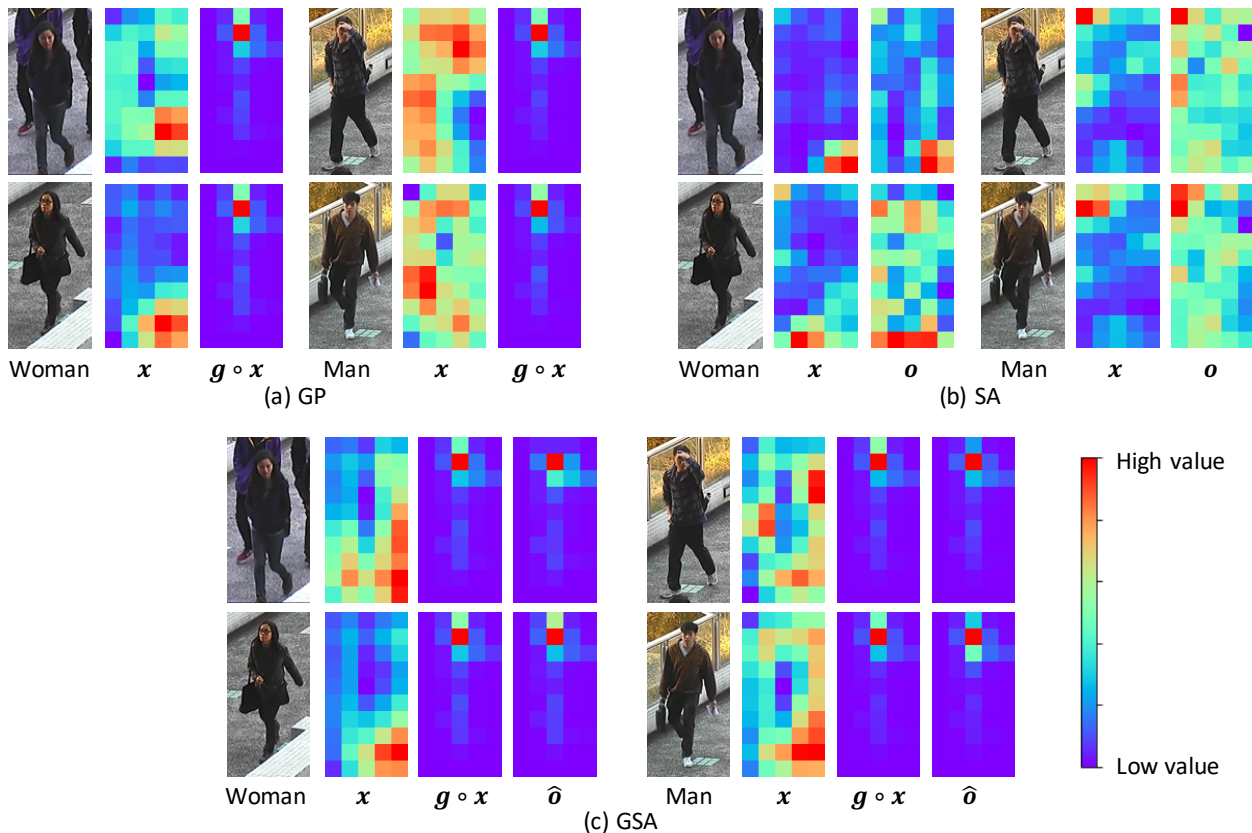 Woman x g ∘ x Man x g ∘ x
(a) GP
Woman x o Man x o
(b) SA
High value
Low value
Woman x g ∘ x ô Man x g ∘ x ô
(c) GSA